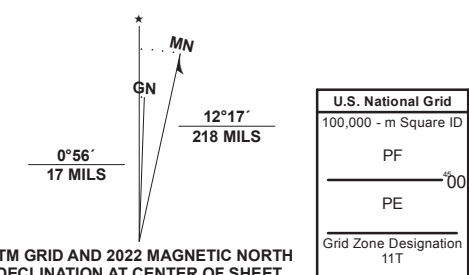 ★
MN
GN
12°17´
218 MILS
0°56´
17 MILS
TM GRID AND 2022 MAGNETIC NORTH
DECLINATION AT CENTER OF SHEET
U.S. National Grid
100,000 - m Square ID
PF
4500
PE
Grid Zone Designation
11T